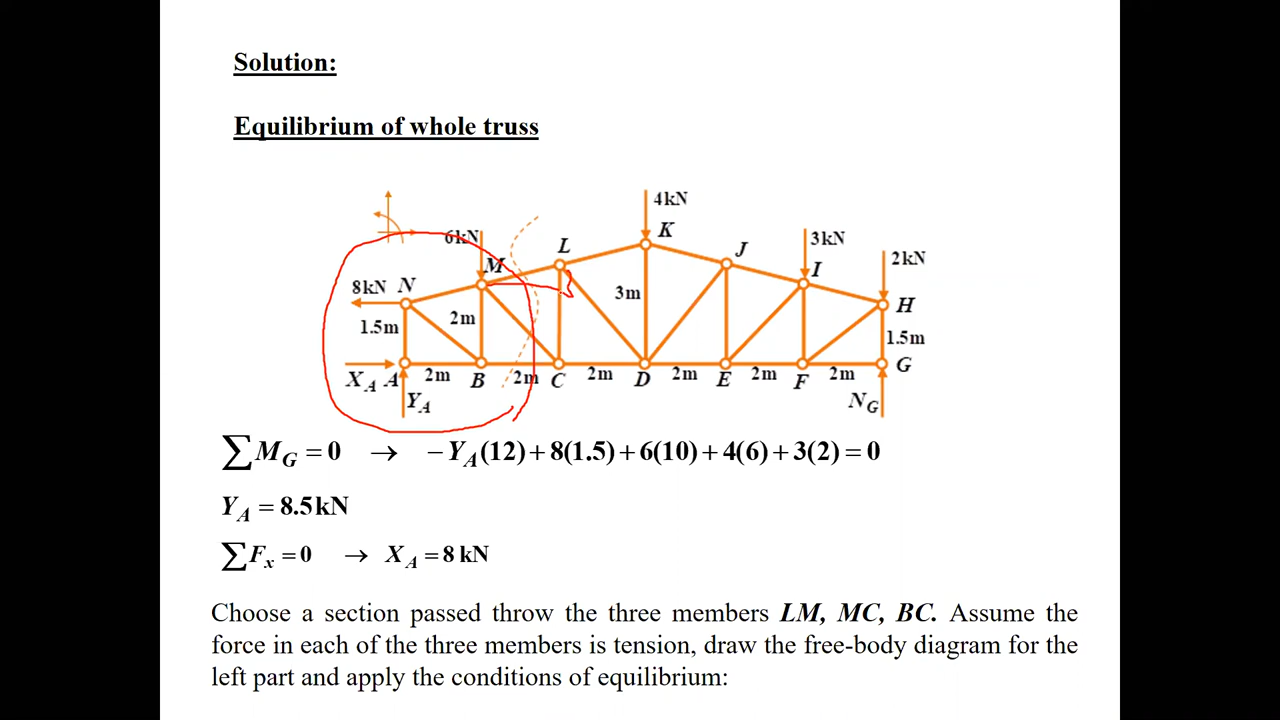 Solution:
Equilibrium of whole truss
4kN
6kN
L
K
J
3kN
M
I
2kN
8kN N
3m
H
1.5m
2m
1.5m
X_A A
2m
B
2m
C
2m
D
2m
E
2m
F
2m
G
Y_A
N_G
∑M_G = 0 → −Y_A(12) + 8(1.5) + 6(10) + 4(6) + 3(2) = 0
Y_A = 8.5kN
∑F_x = 0 → X_A = 8 kN
Choose a section passed throw the three members LM, MC, BC. Assume the
force in each of the three members is tension, draw the free-body diagram for the
left part and apply the conditions of equilibrium: